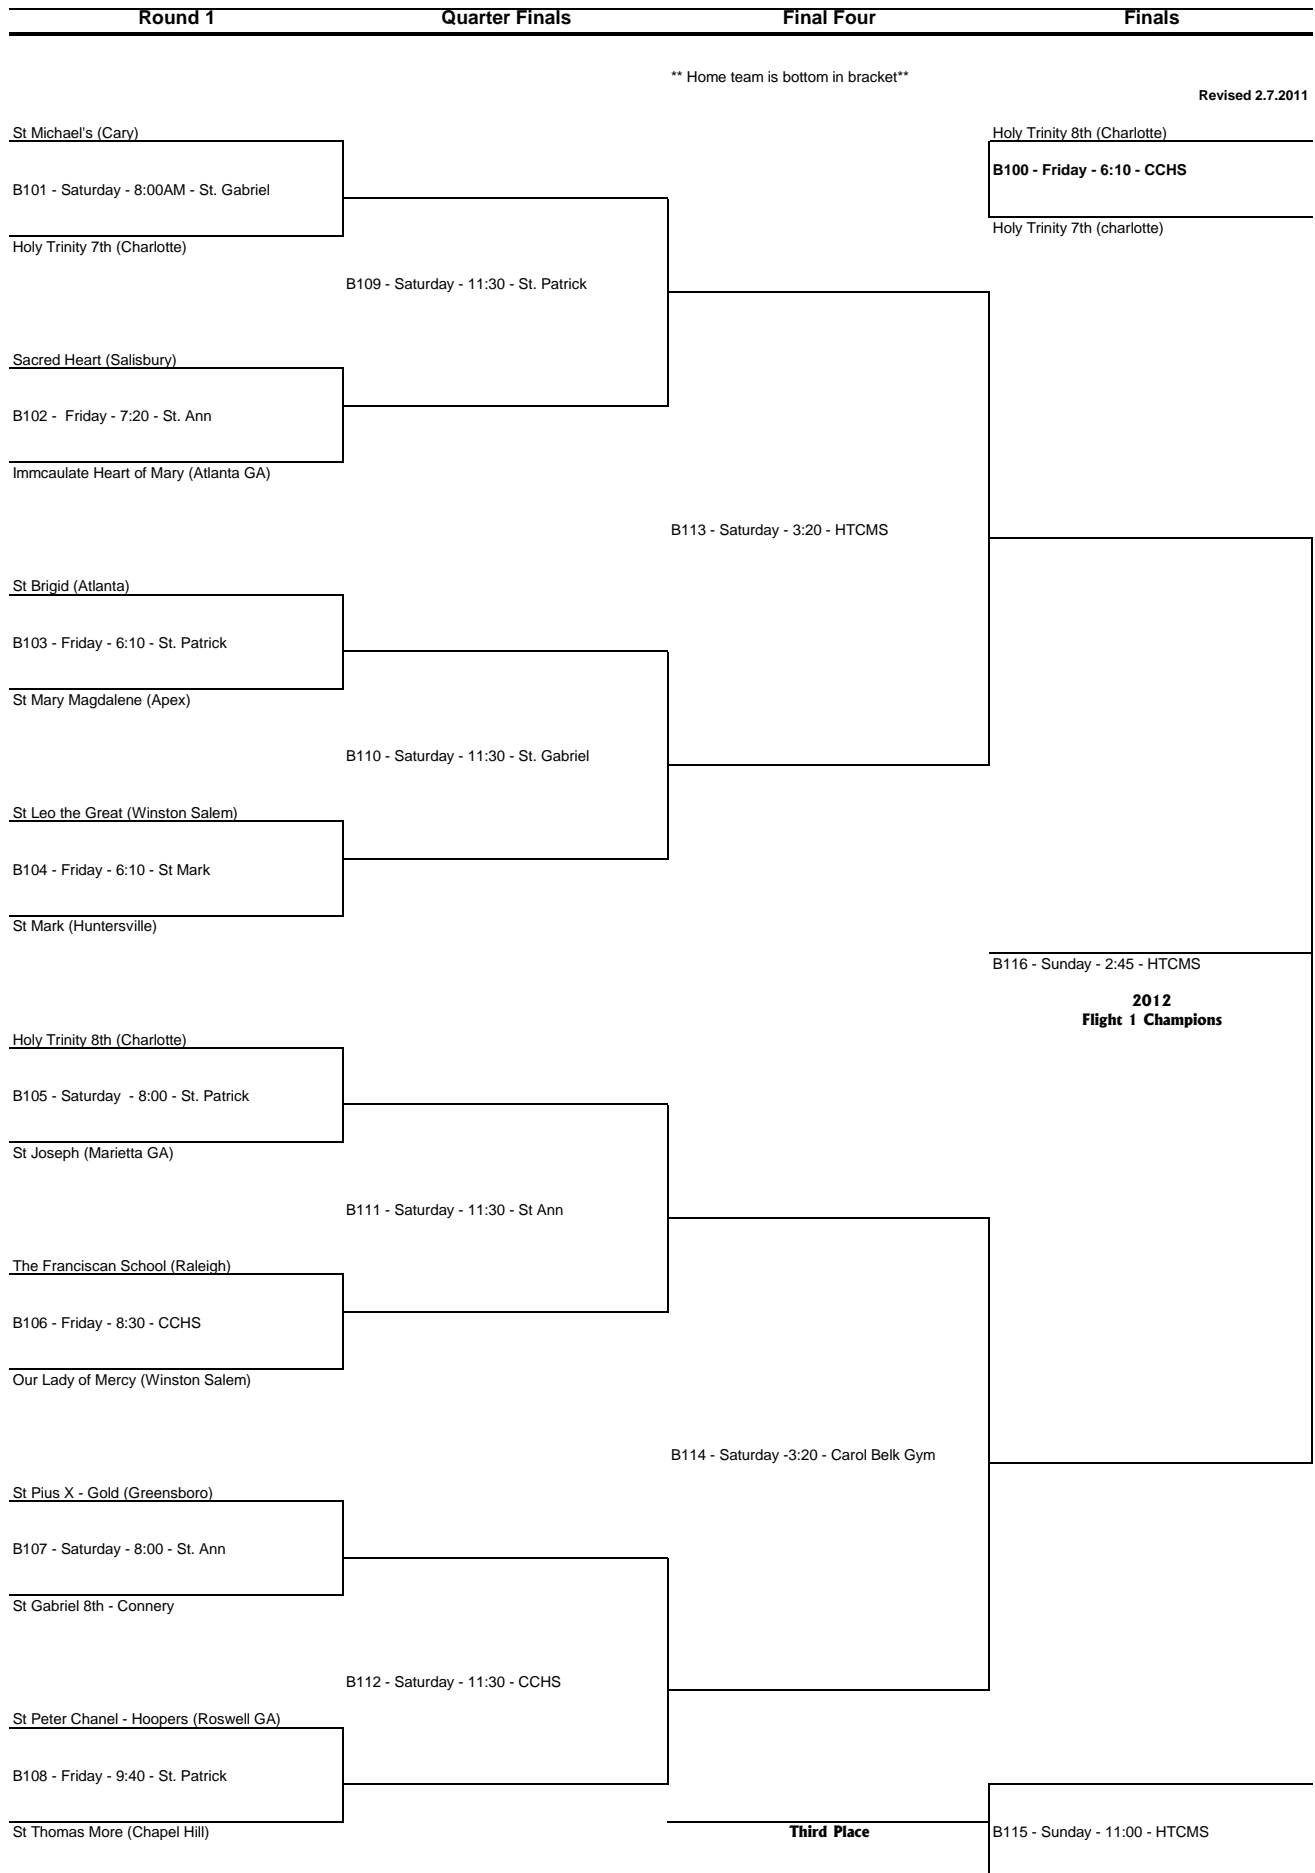 Round 1 Quarter Finals Final Four Finals
** Home team is bottom in bracket**
Revised 2.7.2011
St Michael's (Cary)
Holy Trinity 8th (Charlotte)
B100 - Friday - 6:10 - CCHS
B101 - Saturday - 8:00AM - St. Gabriel
Holy Trinity 7th (charlotte)
Holy Trinity 7th (Charlotte)
B109 - Saturday - 11:30 - St. Patrick
Sacred Heart (Salisbury)
B102 -  Friday - 7:20 - St. Ann
Immcaulate Heart of Mary (Atlanta GA)
B113 - Saturday - 3:20 - HTCMS
St Brigid (Atlanta)
B103 - Friday - 6:10 - St. Patrick
St Mary Magdalene (Apex)
B110 - Saturday - 11:30 - St. Gabriel
St Leo the Great (Winston Salem)
B104 - Friday - 6:10 - St Mark
St Mark (Huntersville)
B116 - Sunday - 2:45 - HTCMS
2012
Flight 1 Champions
Holy Trinity 8th (Charlotte)
B105 - Saturday  - 8:00 - St. Patrick
St Joseph (Marietta GA)
B111 - Saturday - 11:30 - St Ann
The Franciscan School (Raleigh)
B106 - Friday - 8:30 - CCHS
Our Lady of Mercy (Winston Salem)
B114 - Saturday -3:20 - Carol Belk Gym
St Pius X - Gold (Greensboro)
B107 - Saturday - 8:00 - St. Ann
St Gabriel 8th - Connery
B112 - Saturday - 11:30 - CCHS
St Peter Chanel - Hoopers (Roswell GA)
B108 - Friday - 9:40 - St. Patrick
St Thomas More (Chapel Hill)
Third Place
B115 - Sunday - 11:00 - HTCMS